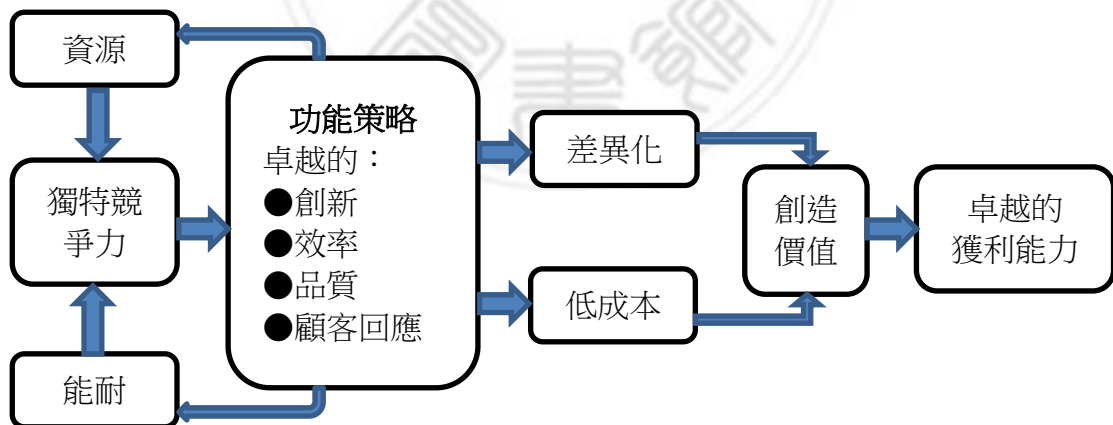 資源
獨特競
爭力
能耐
功能策略
卓越的：
●創新
●效率
●品質
●顧客回應
差異化
低成本
創造
價值
卓越的
獲利能力